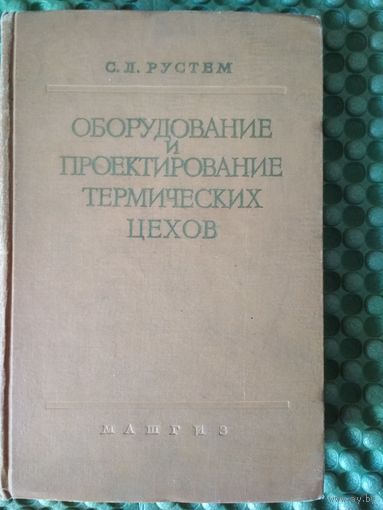 С. Л. РУСТЕМ
ОБОРУДОВАНИЕ
И
ПРОЕКТИРОВАНИЕ
ТЕРМИЧЕСКИХ
ЦЕХОВ
МАШГИЗ